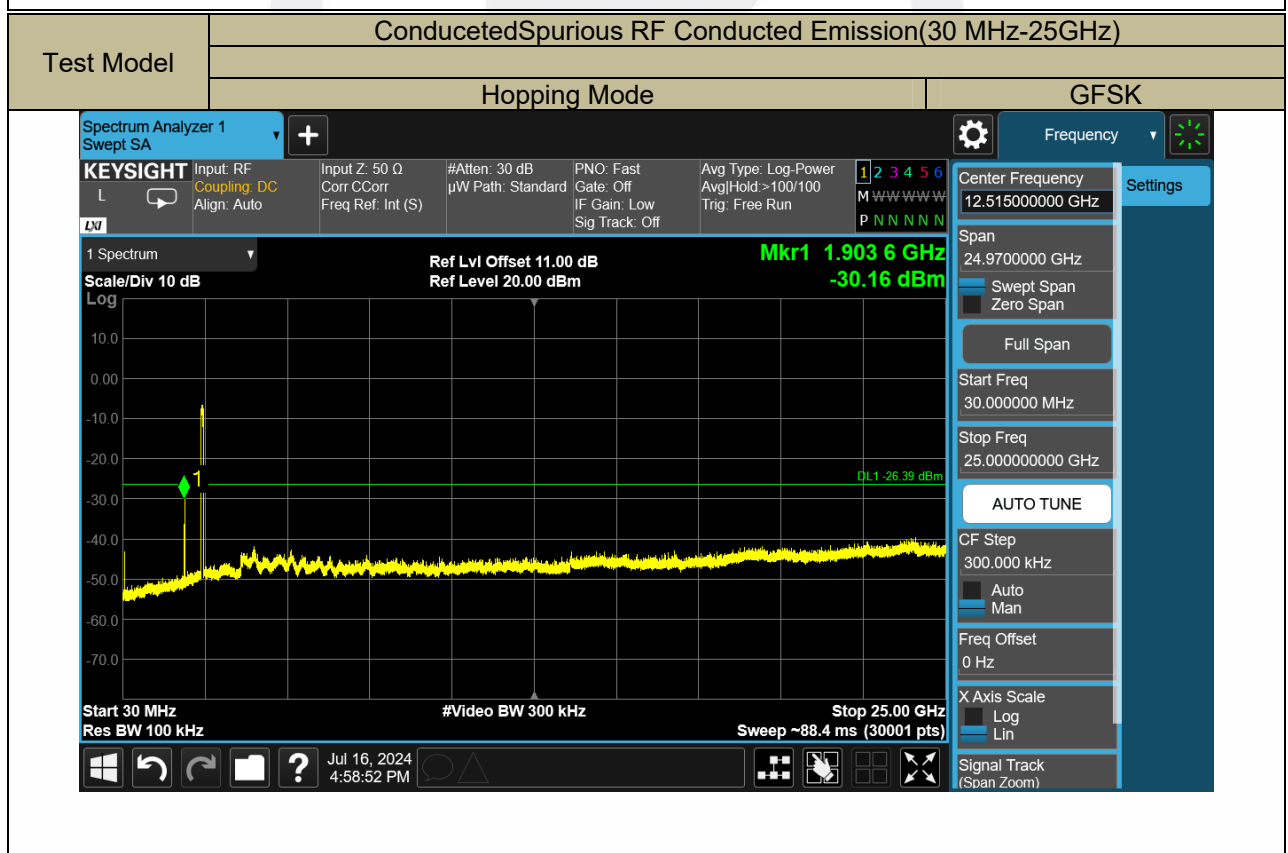 ConducetedSpurious RF Conducted Emission(30 MHz-25GHz)
Test Model
Hopping Mode
GFSK
Spectrum Analyzer 1
Swept SA
Frequency
KEYSIGHT
L
LXI
Input: RF
Coupling: DC
Align: Auto
Input Z: 50 Ω
Corr CCorr
Freq Ref: Int (S)
#Atten: 30 dB
µW Path: Standard
PNO: Fast
Gate: Off
IF Gain: Low
Sig Track: Off
Avg Type: Log-Power
Avg|Hold:>100/100
Trig: Free Run
1 2 3 4 5 6
M W W W W W
P N N N N N
1 Spectrum
Scale/Div 10 dB
Log
Ref Lvl Offset 11.00 dB
Ref Level 20.00 dBm
Mkr1 1.903 6 GHz
-30.16 dBm
10.0
0.00
-10.0
-20.0
-30.0
-40.0
-50.0
-60.0
-70.0
1
DL1 -26.39 dBm
Start 30 MHz
Res BW 100 kHz
#Video BW 300 kHz
Stop 25.00 GHz
Sweep ~88.4 ms (30001 pts)
?
Jul 16, 2024
4:58:52 PM
Center Frequency
12.515000000 GHz
Settings
Span
24.9700000 GHz
Swept Span
Zero Span
Full Span
Start Freq
30.000000 MHz
Stop Freq
25.000000000 GHz
AUTO TUNE
CF Step
300.000 kHz
Auto
Man
Freq Offset
0 Hz
X Axis Scale
Log
Lin
Signal Track
(Span Zoom)